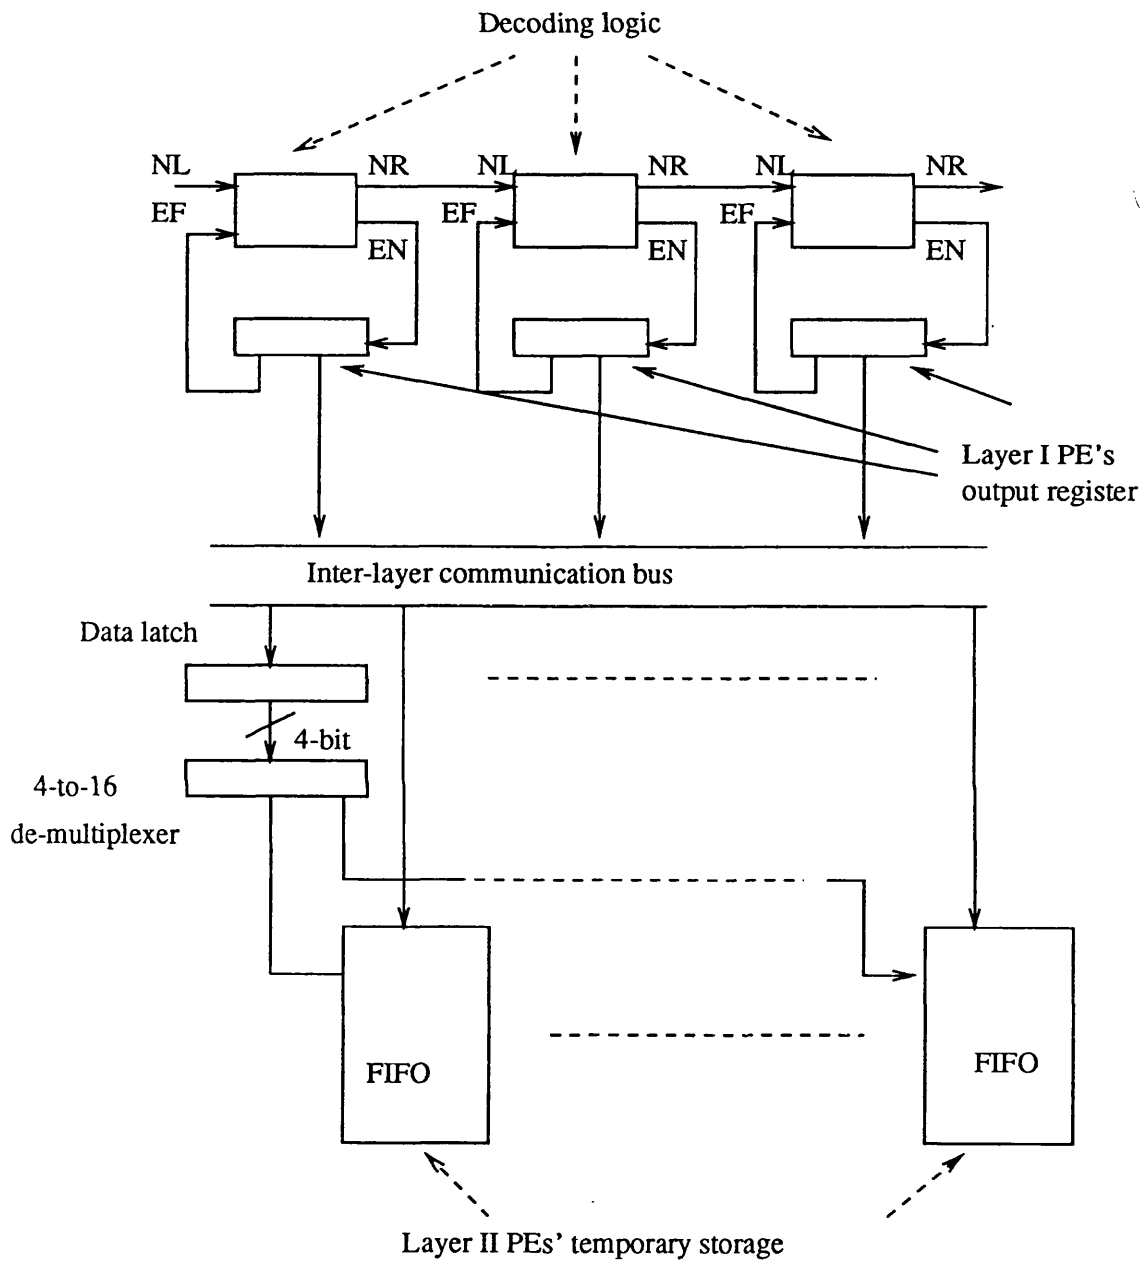 Decoding logic
NL
NR
NL
NR
NL
NR
EF
EF
EF
EN
EN
EN
Layer I PE's
output register
Inter-layer communication bus
Data latch
4-bit
4-to-16
de-multiplexer
FIFO
FIFO
Layer II PEs' temporary storage